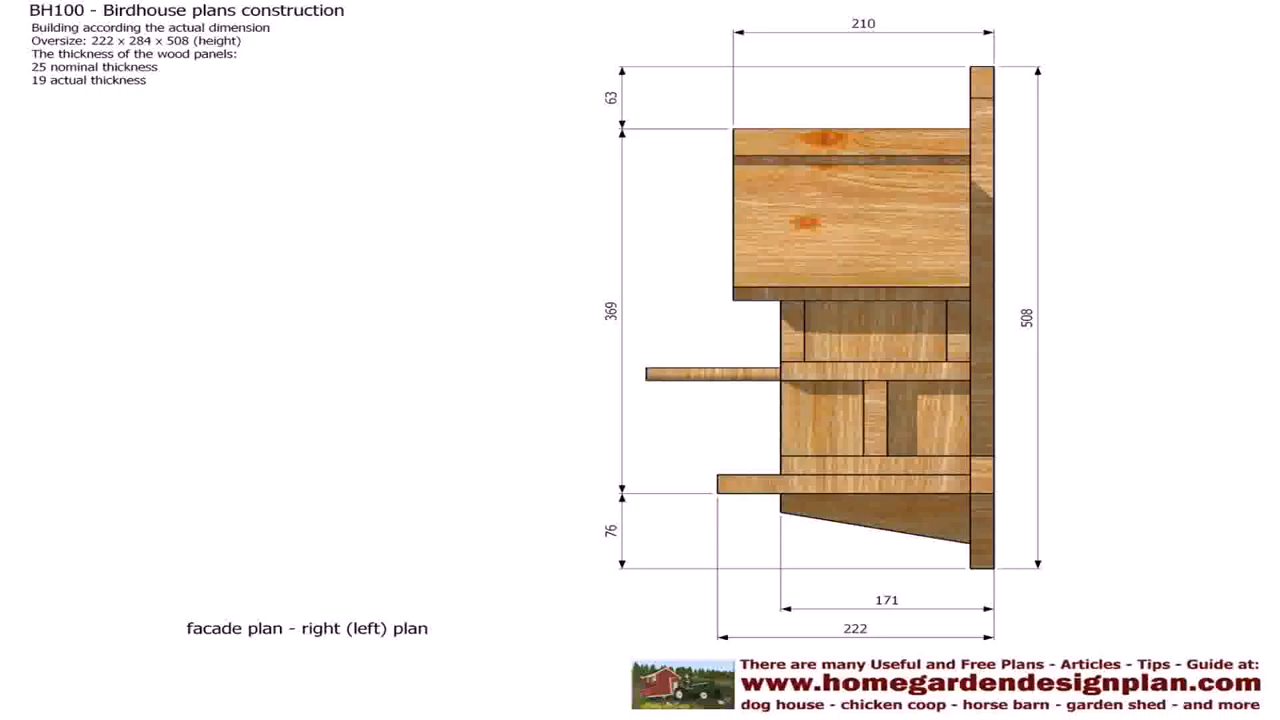 BH100 - Birdhouse plans construction
Building according the actual dimension
Oversize: 222 x 284 x 508 (height)
The thickness of the wood panels:
25 nominal thickness
19 actual thickness
210
63
369
508
76
171
222
facade plan - right (left) plan
There are many Useful and Free Plans - Articles - Tips - Guide at:
www.homegardendesignplan.com
dog house - chicken coop - horse barn - garden shed - and more